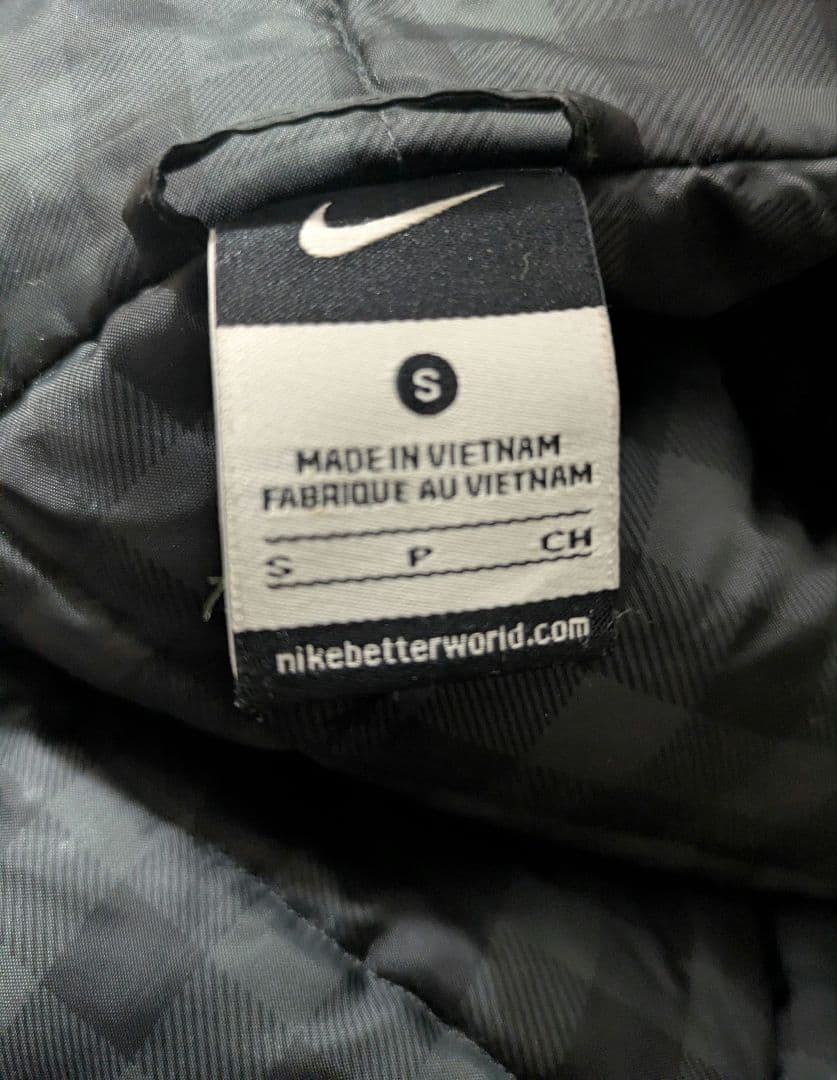 S
MADE IN VIETNAM
FABRIQUE AU VIETNAM
S P CH
nikebetterworld.com